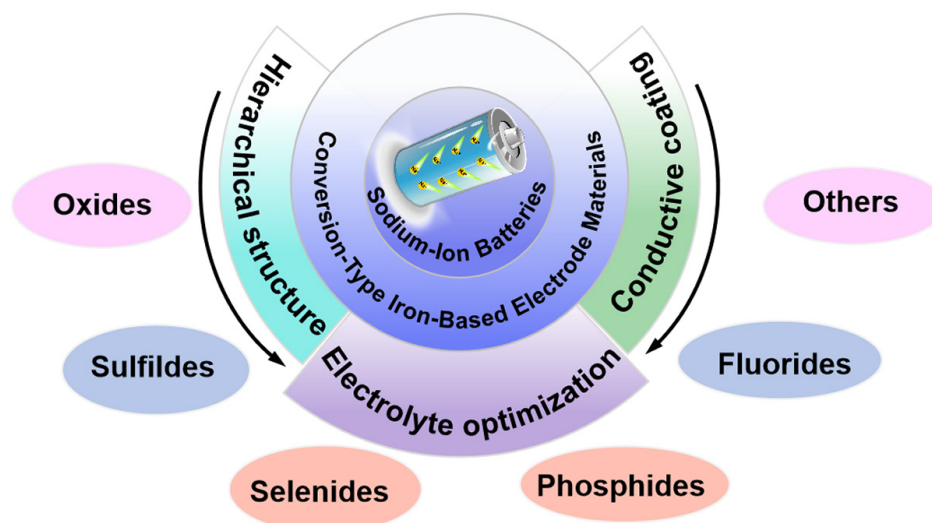 Hierarchical structure
Conductive coating
Sodium-Ion Batteries
Conversion-Type Iron-Based Electrode Materials
Electrolyte optimization
Oxides
Others
Sulfildes
Fluorides
Selenides
Phosphides